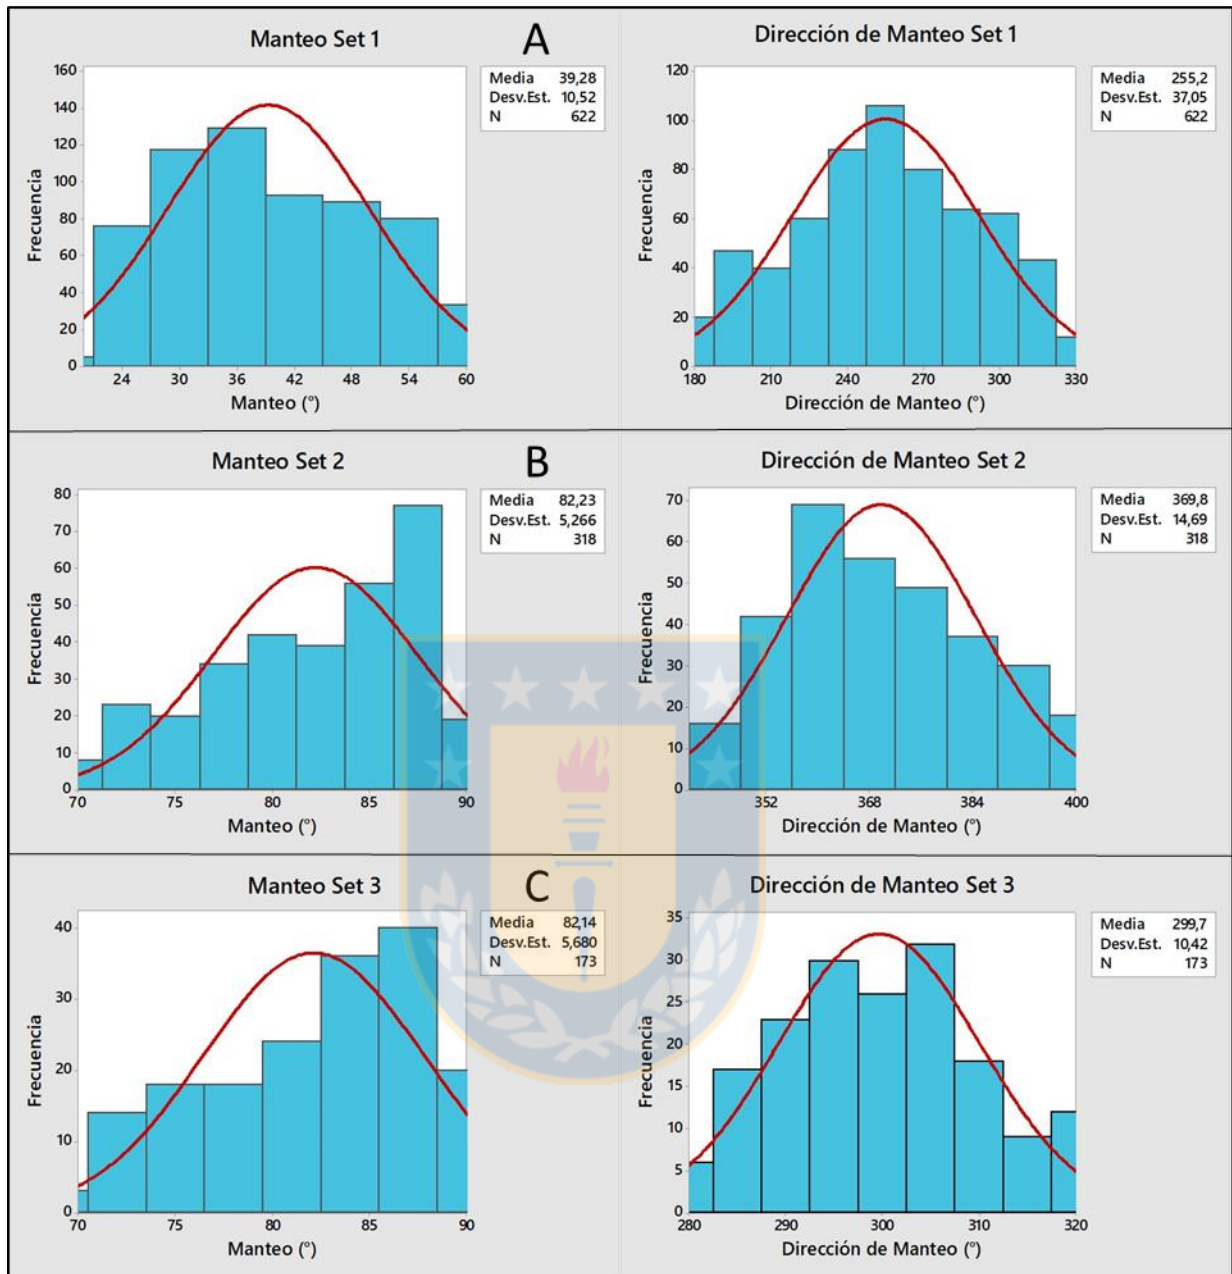 A
Manteo Set 1
Media 39,28
Desv.Est. 10,52
N 622
Frecuencia
160
140
120
100
80
60
40
20
0
24 30 36 42 48 54 60
Manteo (°)
Dirección de Manteo Set 1
Media 255,2
Desv.Est. 37,05
N 622
Frecuencia
120
100
80
60
40
20
0
180 210 240 270 300 330
Dirección de Manteo (°)
B
Manteo Set 2
Media 82,23
Desv.Est. 5,266
N 318
Frecuencia
80
70
60
50
40
30
20
10
0
70 75 80 85 90
Manteo (°)
Dirección de Manteo Set 2
Media 369,8
Desv.Est. 14,69
N 318
Frecuencia
70
60
50
40
30
20
10
0
352 368 384 400
Dirección de Manteo (°)
C
Manteo Set 3
Media 82,14
Desv.Est. 5,680
N 173
Frecuencia
40
30
20
10
0
70 75 80 85 90
Manteo (°)
Dirección de Manteo Set 3
Media 299,7
Desv.Est. 10,42
N 173
Frecuencia
35
30
25
20
15
10
5
0
280 290 300 310 320
Dirección de Manteo (°)